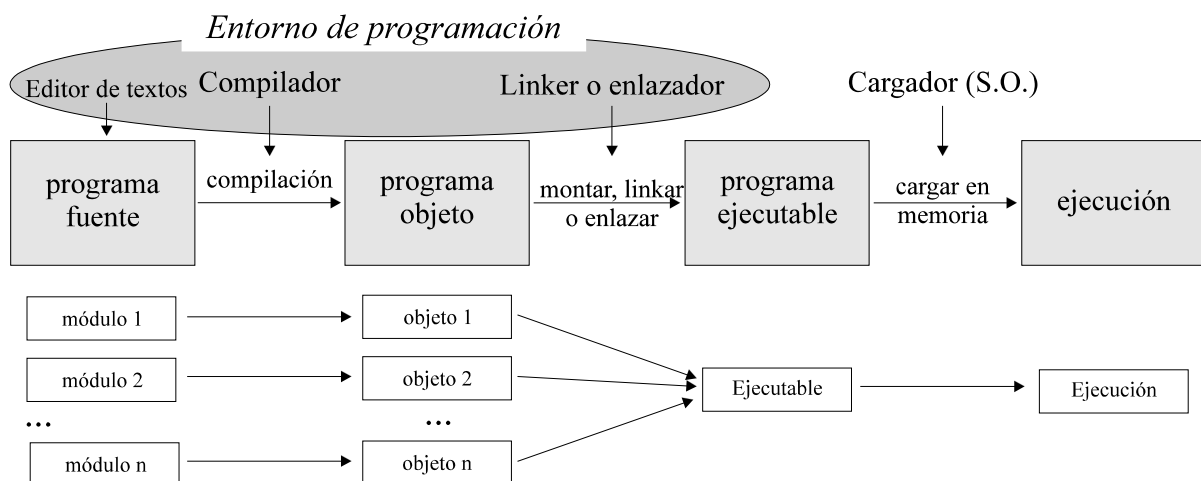 Entorno de programación
Editor de textos
Compilador
Linker o enlazador
Cargador (S.O.)
programa
fuente
compilación
programa
objeto
montar, linkar
o enlazar
programa
ejecutable
cargar en
memoria
ejecución
módulo 1
objeto 1
módulo 2
objeto 2
Ejecutable
Ejecución
...
...
módulo n
objeto n